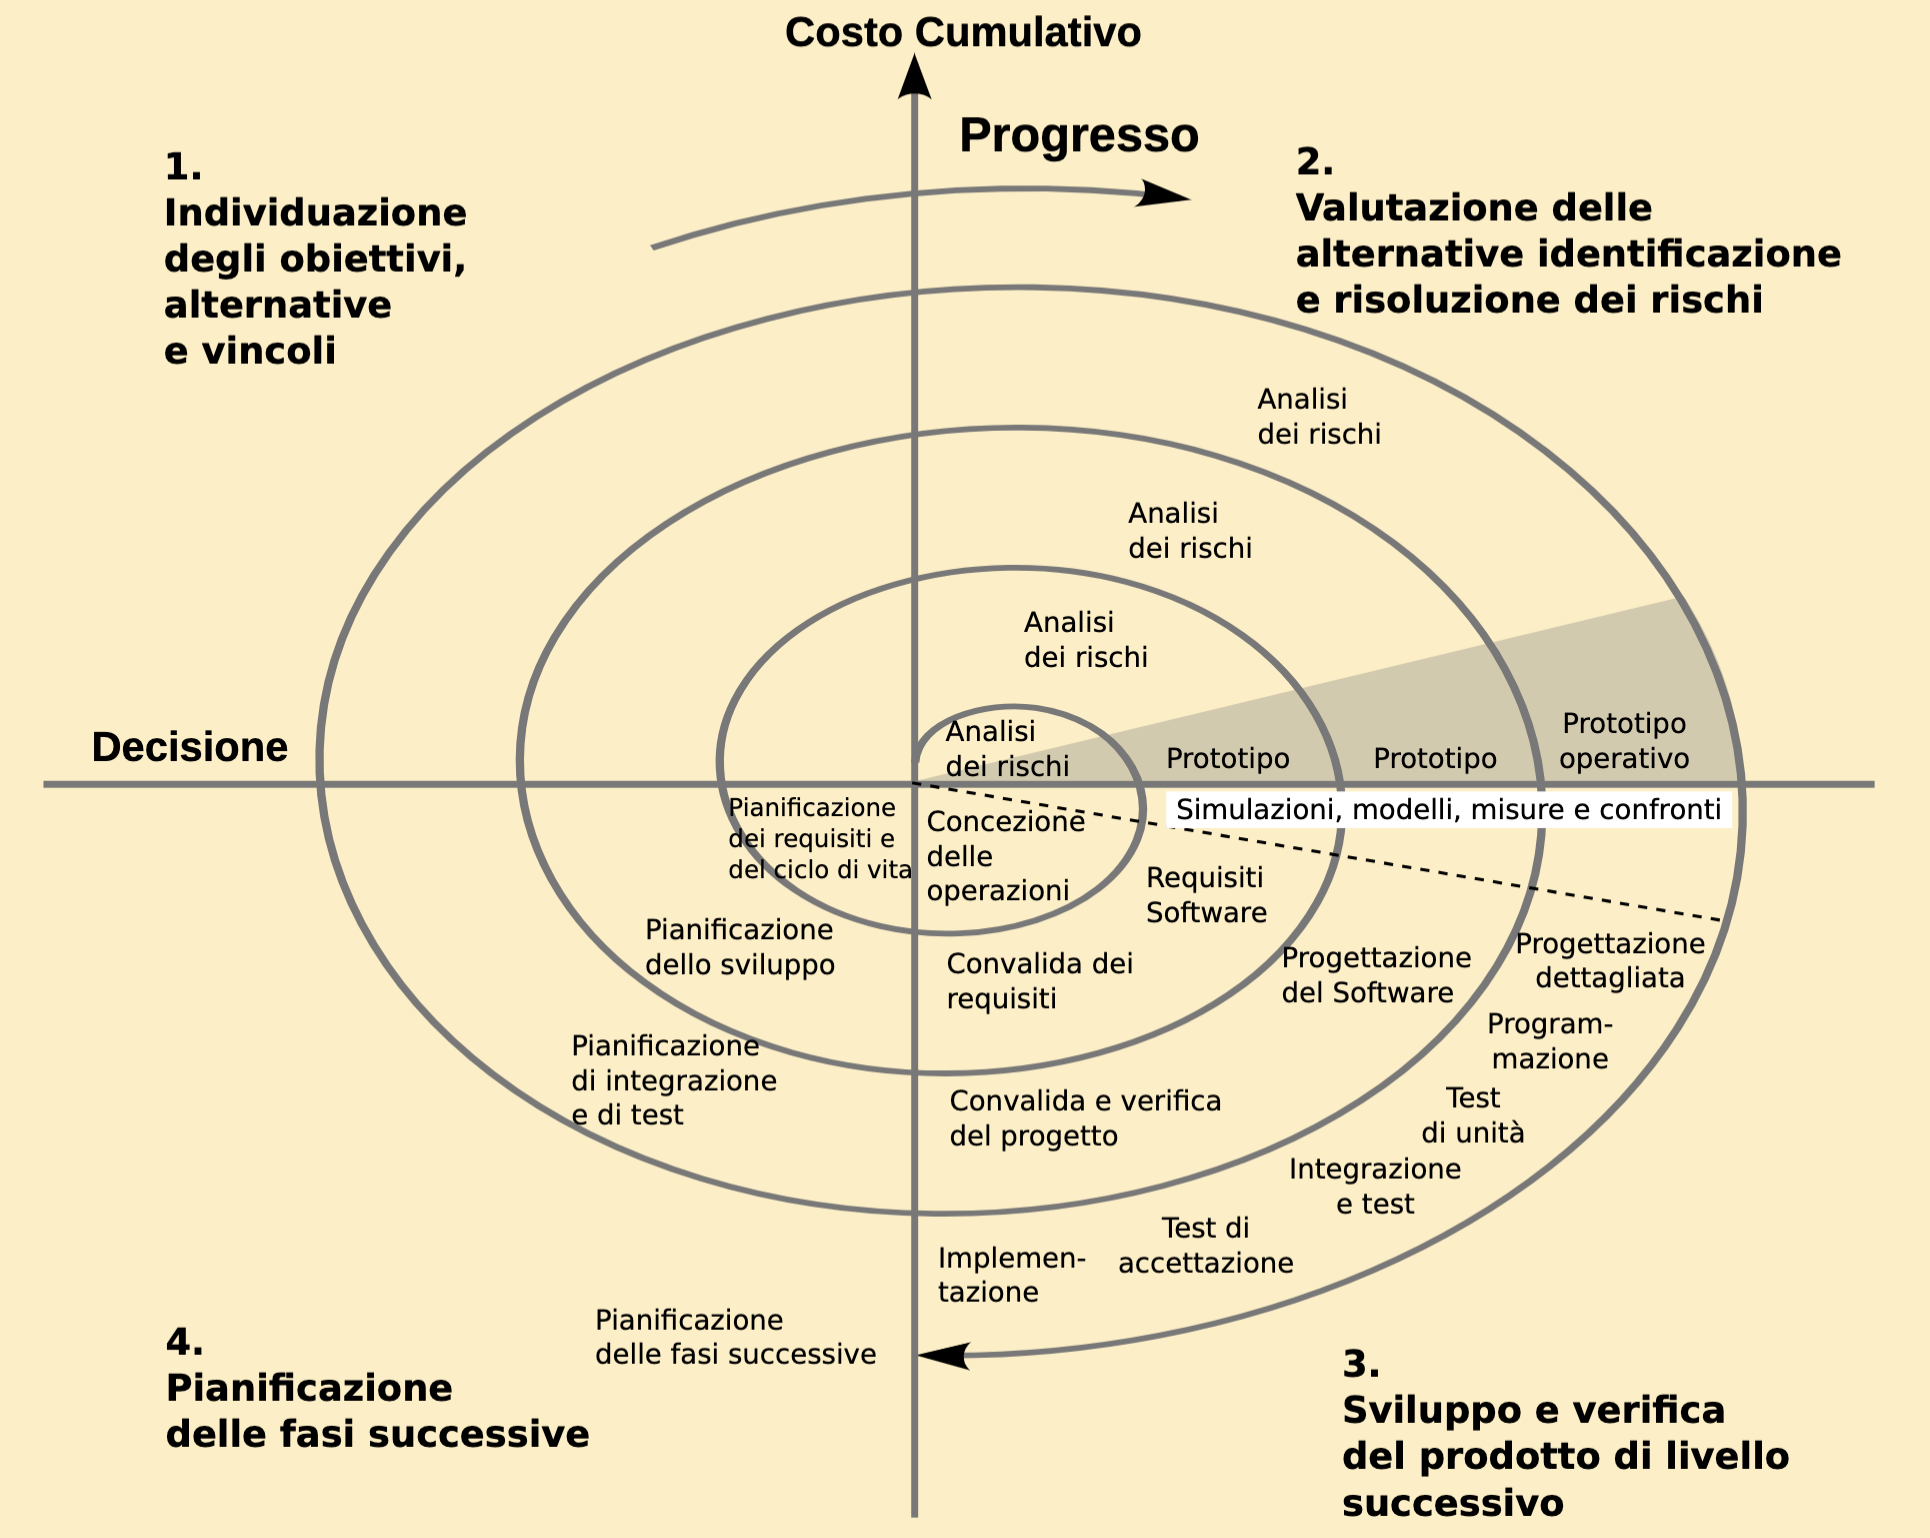 Costo Cumulativo
Progresso
1.
Individuazione
degli obiettivi,
alternative
e vincoli
2.
Valutazione delle
alternative identificazione
e risoluzione dei rischi
Analisi
dei rischi
Analisi
dei rischi
Analisi
dei rischi
Analisi
dei rischi
Decisione
Prototipo
Prototipo
Prototipo
operativo
Simulazioni, modelli, misure e confronti
Pianificazione
dei requisiti e
del ciclo di vita
Concezione
delle
operazioni
Requisiti
Software
Pianificazione
dello sviluppo
Convalida dei
requisiti
Progettazione
del Software
Progettazione
dettagliata
Program-
mazione
Pianificazione
di integrazione
e di test
Convalida e verifica
del progetto
Test
di unità
Integrazione
e test
Test di
accettazione
Implemen-
tazione
Pianificazione
delle fasi successive
4.
Pianificazione
delle fasi successive
3.
Sviluppo e verifica
del prodotto di livello
successivo